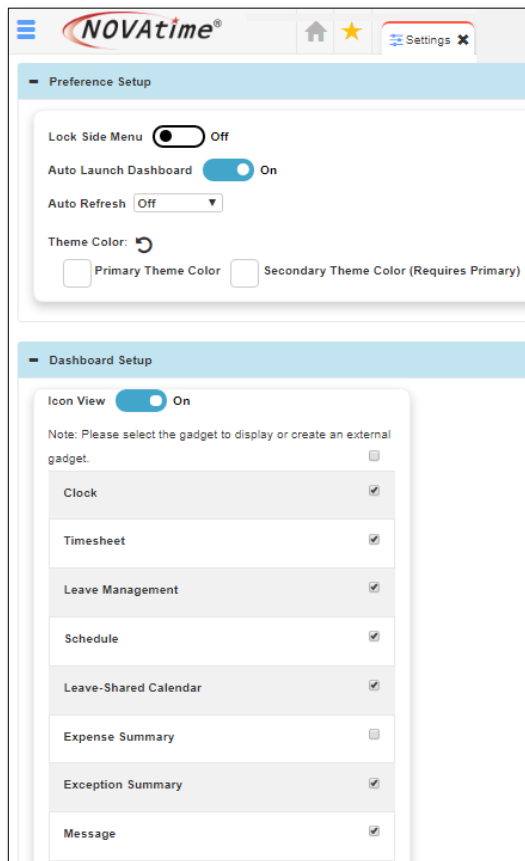 NOVAtime®
Settings ✖
Preference Setup
Lock Side Menu Off
Auto Launch Dashboard On
Auto Refresh Off
Theme Color:
Primary Theme Color Secondary Theme Color (Requires Primary)
Dashboard Setup
Icon View On
Note: Please select the gadget to display or create an external
gadget.
Clock
Timesheet
Leave Management
Schedule
Leave-Shared Calendar
Expense Summary
Exception Summary
Message